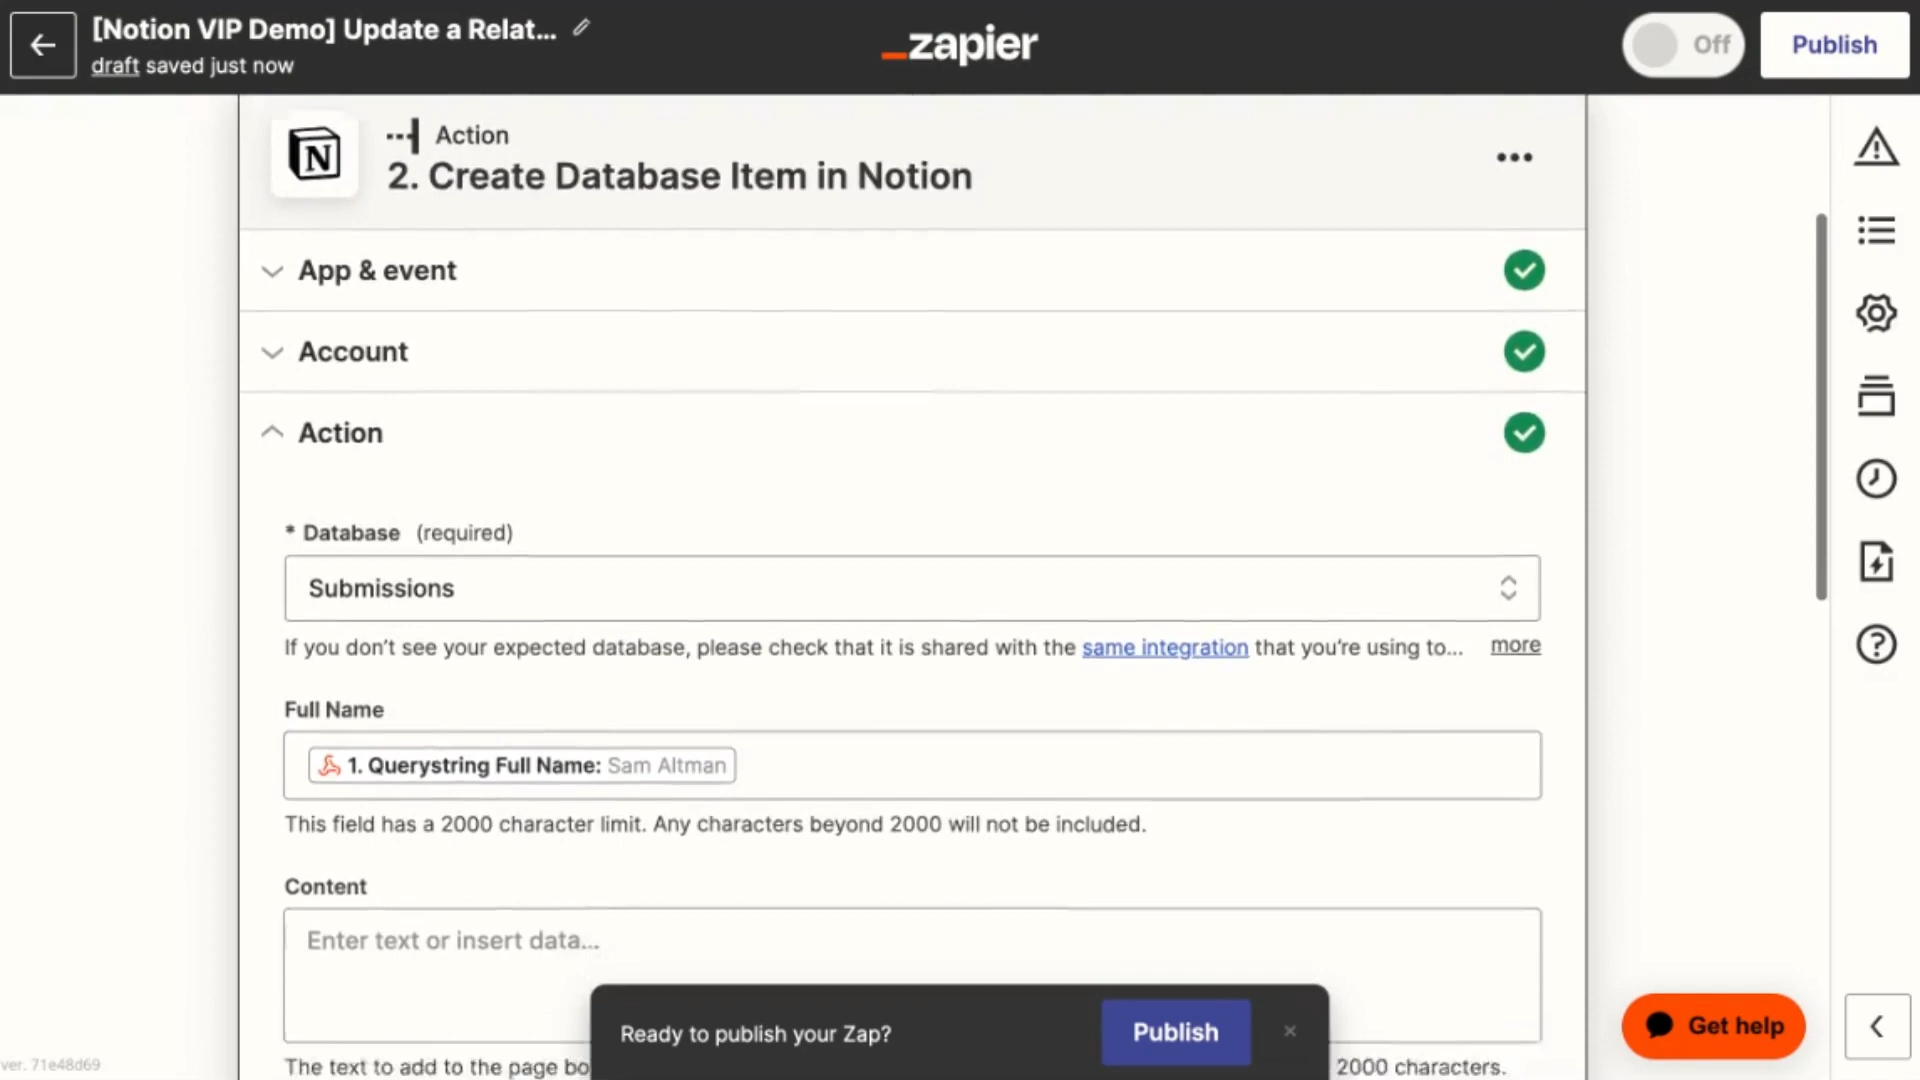 [Notion VIP Demo] Update a Relat...
draft saved just now
zapier
Off
Publish
Action
2. Create Database Item in Notion
App & event
Account
Action
* Database (required)
Submissions
If you don't see your expected database, please check that it is shared with the same integration that you're using to... more
Full Name
1. Querystring Full Name: Sam Altman
This field has a 2000 character limit. Any characters beyond 2000 will not be included.
Content
Enter text or insert data...
Ready to publish your Zap?
Publish
Get help
ver. 71e48d69
The text to add to the page bo
2000 characters.